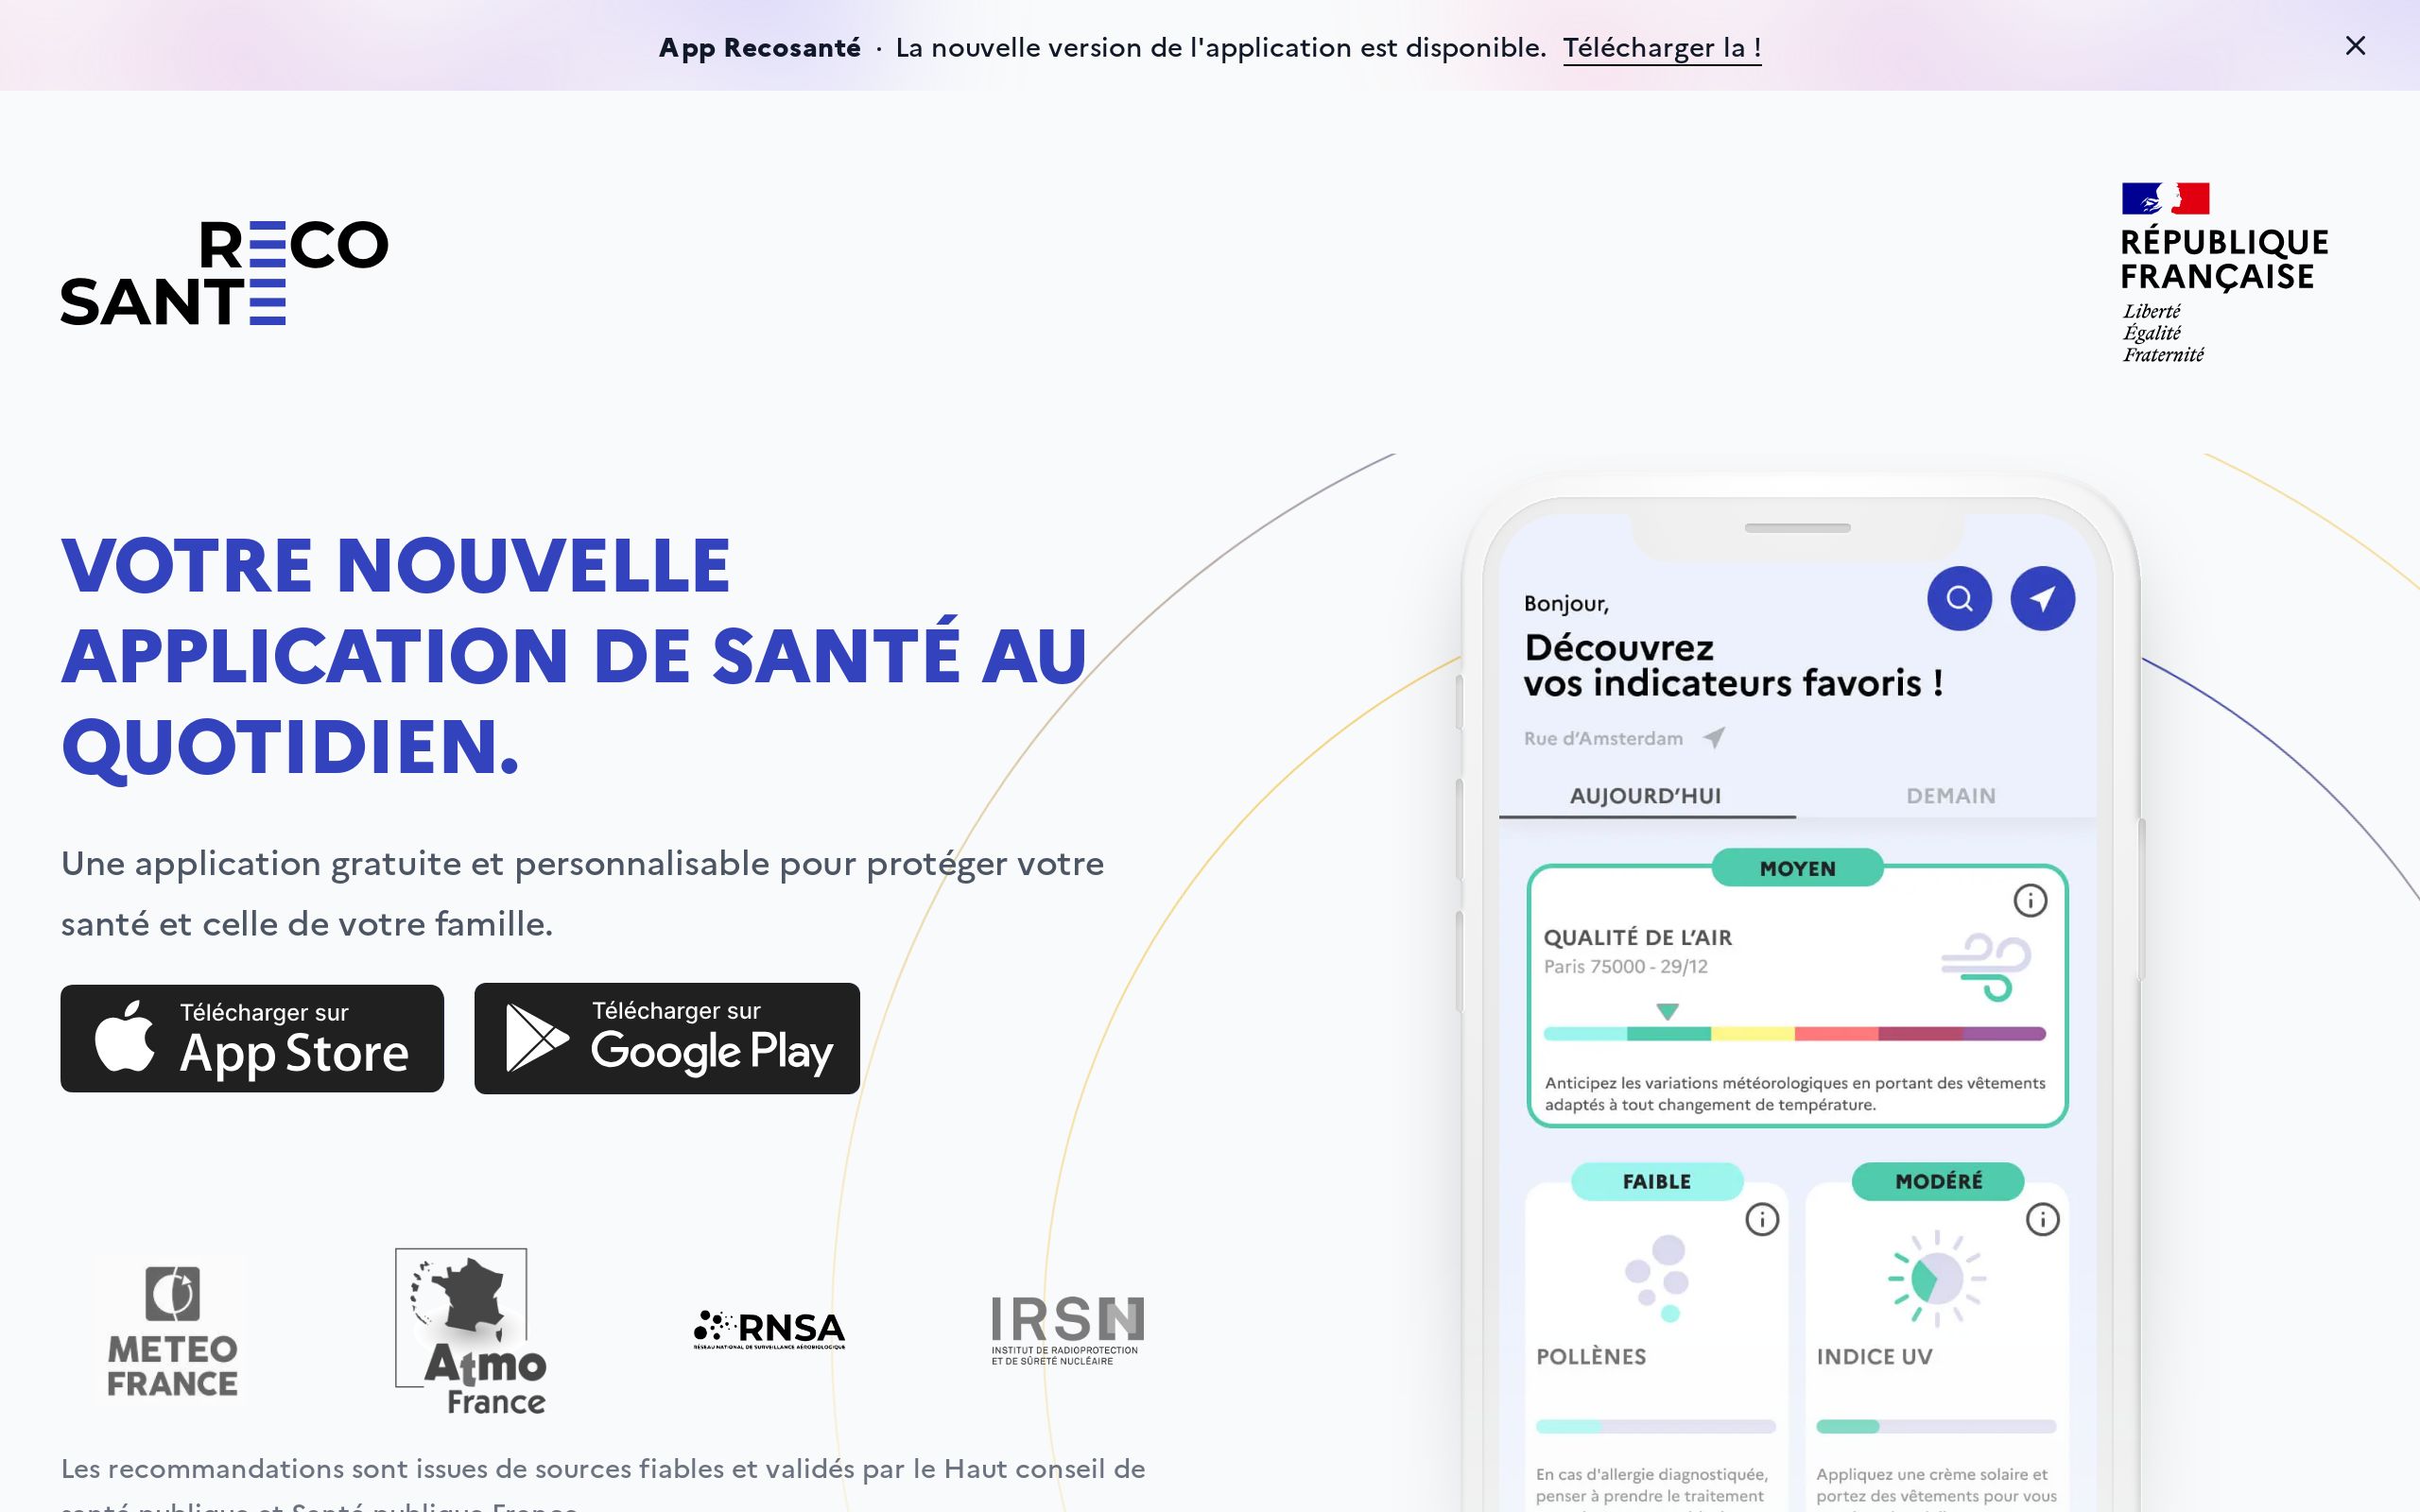 App Recosanté · La nouvelle version de l'application est disponible. Télécharger la !
RECO
SANTE
RÉPUBLIQUE
FRANÇAISE
Liberté
Égalité
Fraternité
VOTRE NOUVELLE
APPLICATION DE SANTÉ AU
QUOTIDIEN.
Une application gratuite et personnalisable pour protéger votre
santé et celle de votre famille.
Télécharger sur
App Store
Télécharger sur
Google Play
METEO
FRANCE
Atmo
France
RNSA
RÉSEAU NATIONAL DE SURVEILLANCE AÉROBIOLOGIQUE
IRSN
INSTITUT DE RADIOPROTECTION
ET DE SÛRETÉ NUCLÉAIRE
Les recommandations sont issues de sources fiables et validés par le Haut conseil de
santé publique et Santé publique France
Bonjour,
Découvrez
vos indicateurs favoris !
Rue d’Amsterdam
AUJOURD’HUI
DEMAIN
MOYEN
QUALITÉ DE L’AIR
Paris 75000 - 29/12
Anticipez les variations météorologiques en portant des vêtements
adaptés à tout changement de température.
FAIBLE
POLLÈNES
En cas d'allergie diagnostiquée,
penser à prendre le traitement
MODÉRÉ
INDICE UV
Appliquez une crème solaire et
portez des vêtements pour vous